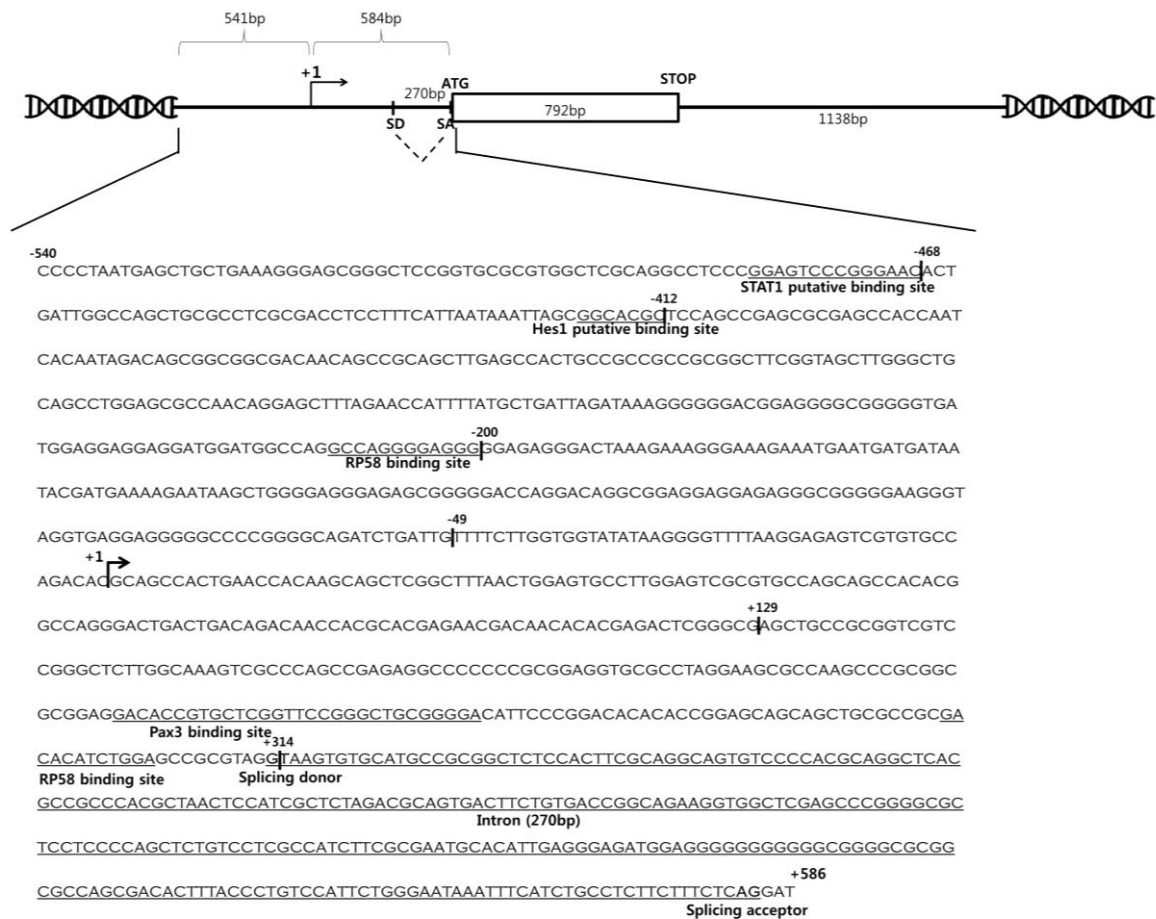 541bp 584bp
+1 ATG STOP
270bp
792bp
SD SA 1138bp
-540 -468
CCCCTAATGAGCTGCTGAAAGGGAGCGGGCTCCGGTGCGCGTGGCTCGCAGGCCTCCCGGAGTCCCGGGAACACT
STAT1 putative binding site
-412
GATTGGCCAGCTGCGCCTCGCGACCTCCTTTCATTAATAAATTAGCGGCACGCTCCAGCCGAGCGCGAGCCACCAAT
Hes1 putative binding site
CACAATAGACAGCGGCGGCGACAACAGCCGCAGCTTGAGCCACTGCCGCCGCCGCGGCTTCGGTAGCTTGGGCTG
CAGCCTGGAGCGCCAACAGGAGCTTTAGAACCATTTTATGCTGATTAGATAAAGGGGGGACGGAGGGGCGGGGGTGA
-200
TGGAGGAGGAGGATGGATGGCCAGGCCAGGGGAGGGGGAGAGGGACTAAAGAAAGGGAAAGAAATGAATGATGATAA
RP58 binding site
TACGATGAAAAGAATAAGCTGGGGAGGGAGAGCGGGGGACCAGGACAGGCGGAGGAGGAGAGGGCGGGGGAAGGGT
-49
AGGTGAGGAGGGGGCCCCGGGGCAGATCTGATTGTTTTCTTGGTGGTATATAAGGGGTTTTAAGGAGAGTCGTGTGCC
+1
AGACACGCAGCCACTGAACCACAAGCAGCTCGGCTTTAACTGGAGTGCCTTGGAGTCGCGTGCCAGCAGCCACACG
+129
GCCAGGGACTGACTGACAGACAACCACGCACGAGAACGACAACACACGAGACTCGGGCGAGCTGCCGCGGTCGTC
CGGGCTCTTGGCAAAGTCGCCCAGCCGAGAGGCCCCCCCGCGGAGGTGCGCCTAGGAAGCGCCAAGCCCGCGGC
GCGGAGGACACCGTGCTCGGTTCCGGGCTGCGGGGACATTCCCGGACACACACCGGAGCAGCAGCTGCGCCGCGGA
Pax3 binding site
+314
CACATCTGGAGCCGCGTAGGTAAGTGTGCATGCCGCGGCTCTCCACTTCGCAGGCAGTGTCCCCACGCAGGCTCAC
RP58 binding site Splicing donor
GCCGCCCACGCTAACTCCATCGCTCTAGACGCAGTGACTTCTGTGACCGGCAGAAGGTGGCTCGAGCCCGGGGCGC
Intron (270bp)
TCCTCCCCAGCTCTGTCCTCGCCATCTTCGCGAATGCACATTGAGGGAGATGGAGGGGGGGGGGGCGGGGCGCGG
+586
CGCCAGCGACACTTTACCCTGTCCATTCTGGGAATAAATTTCATCTGCCTCTTCTTTCTCAGGAT
Splicing acceptor